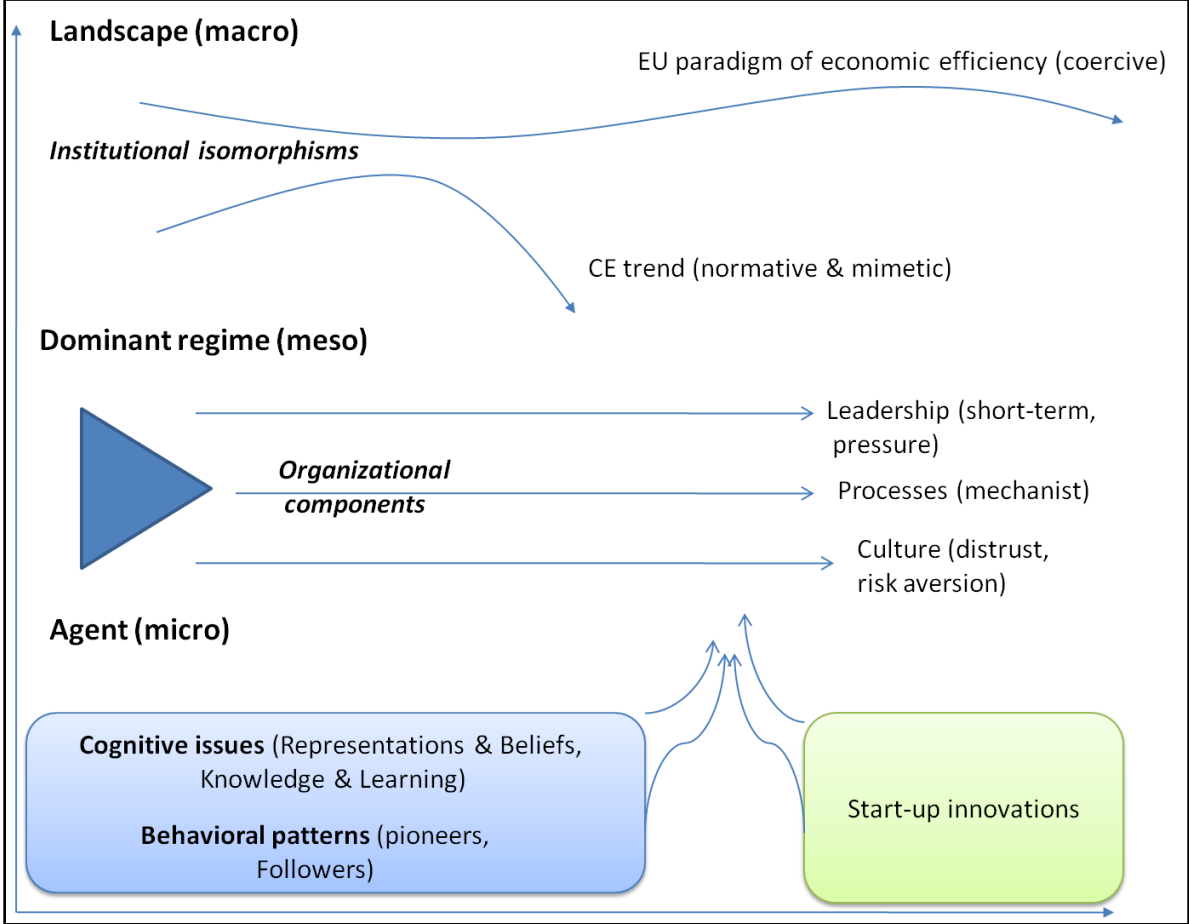 Landscape (macro)
EU paradigm of economic efficiency (coercive)
Institutional isomorphisms
CE trend (normative & mimetic)
Dominant regime (meso)
Leadership (short-term,
pressure)
Organizational
components
Processes (mechanist)
Culture (distrust,
risk aversion)
Agent (micro)
Cognitive issues (Representations & Beliefs,
Knowledge & Learning)
Behavioral patterns (pioneers,
Followers)
Start-up innovations